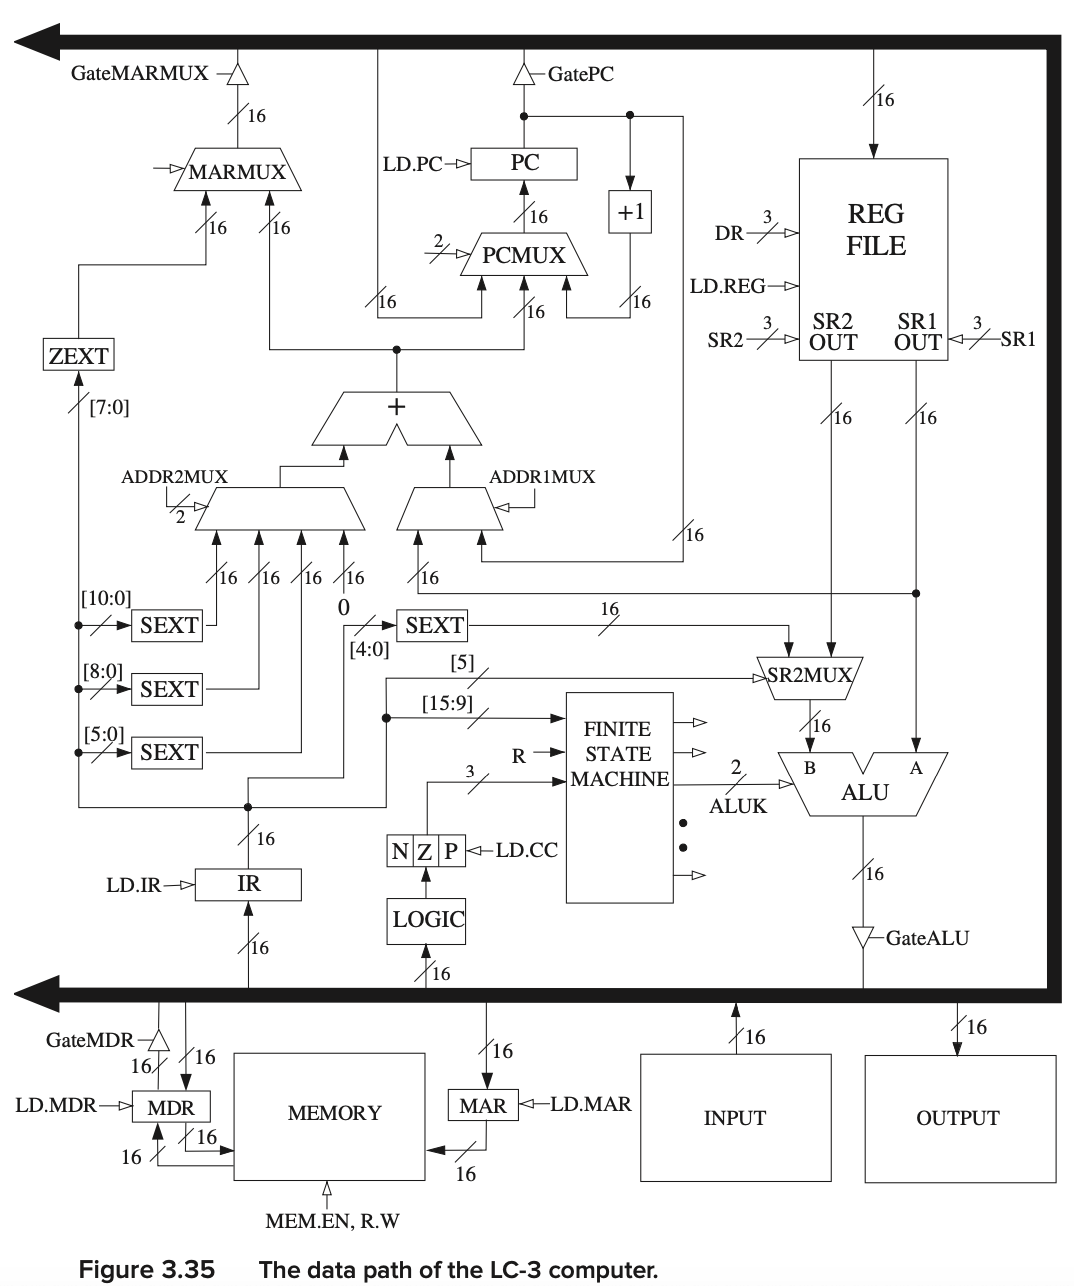 GateMARMUX
GatePC
16
16
MARMUX
LD.PC
PC
+1
REG
FILE
DR
3
16
16
16
2
PCMUX
LD.REG
16
16
16
ZEXT
SR2
3
SR2
OUT
SR1
OUT
3
SR1
[7:0]
+
16
16
ADDR2MUX
2
ADDR1MUX
16
16
16
16
16
16
0
[10:0]
SEXT
[4:0]
SEXT
16
[8:0]
SEXT
[5]
SR2MUX
[15:9]
16
[5:0]
SEXT
R
FINITE
STATE
MACHINE
3
2
ALUK
B
A
ALU
16
N Z P
LD.CC
LD.IR
IR
16
LOGIC
16
16
GateALU
GateMDR
16
16
16
16
16
LD.MDR
MDR
MEMORY
MAR
LD.MAR
INPUT
OUTPUT
16
16
16
MEM.EN, R.W
Figure 3.35 The data path of the LC-3 computer.